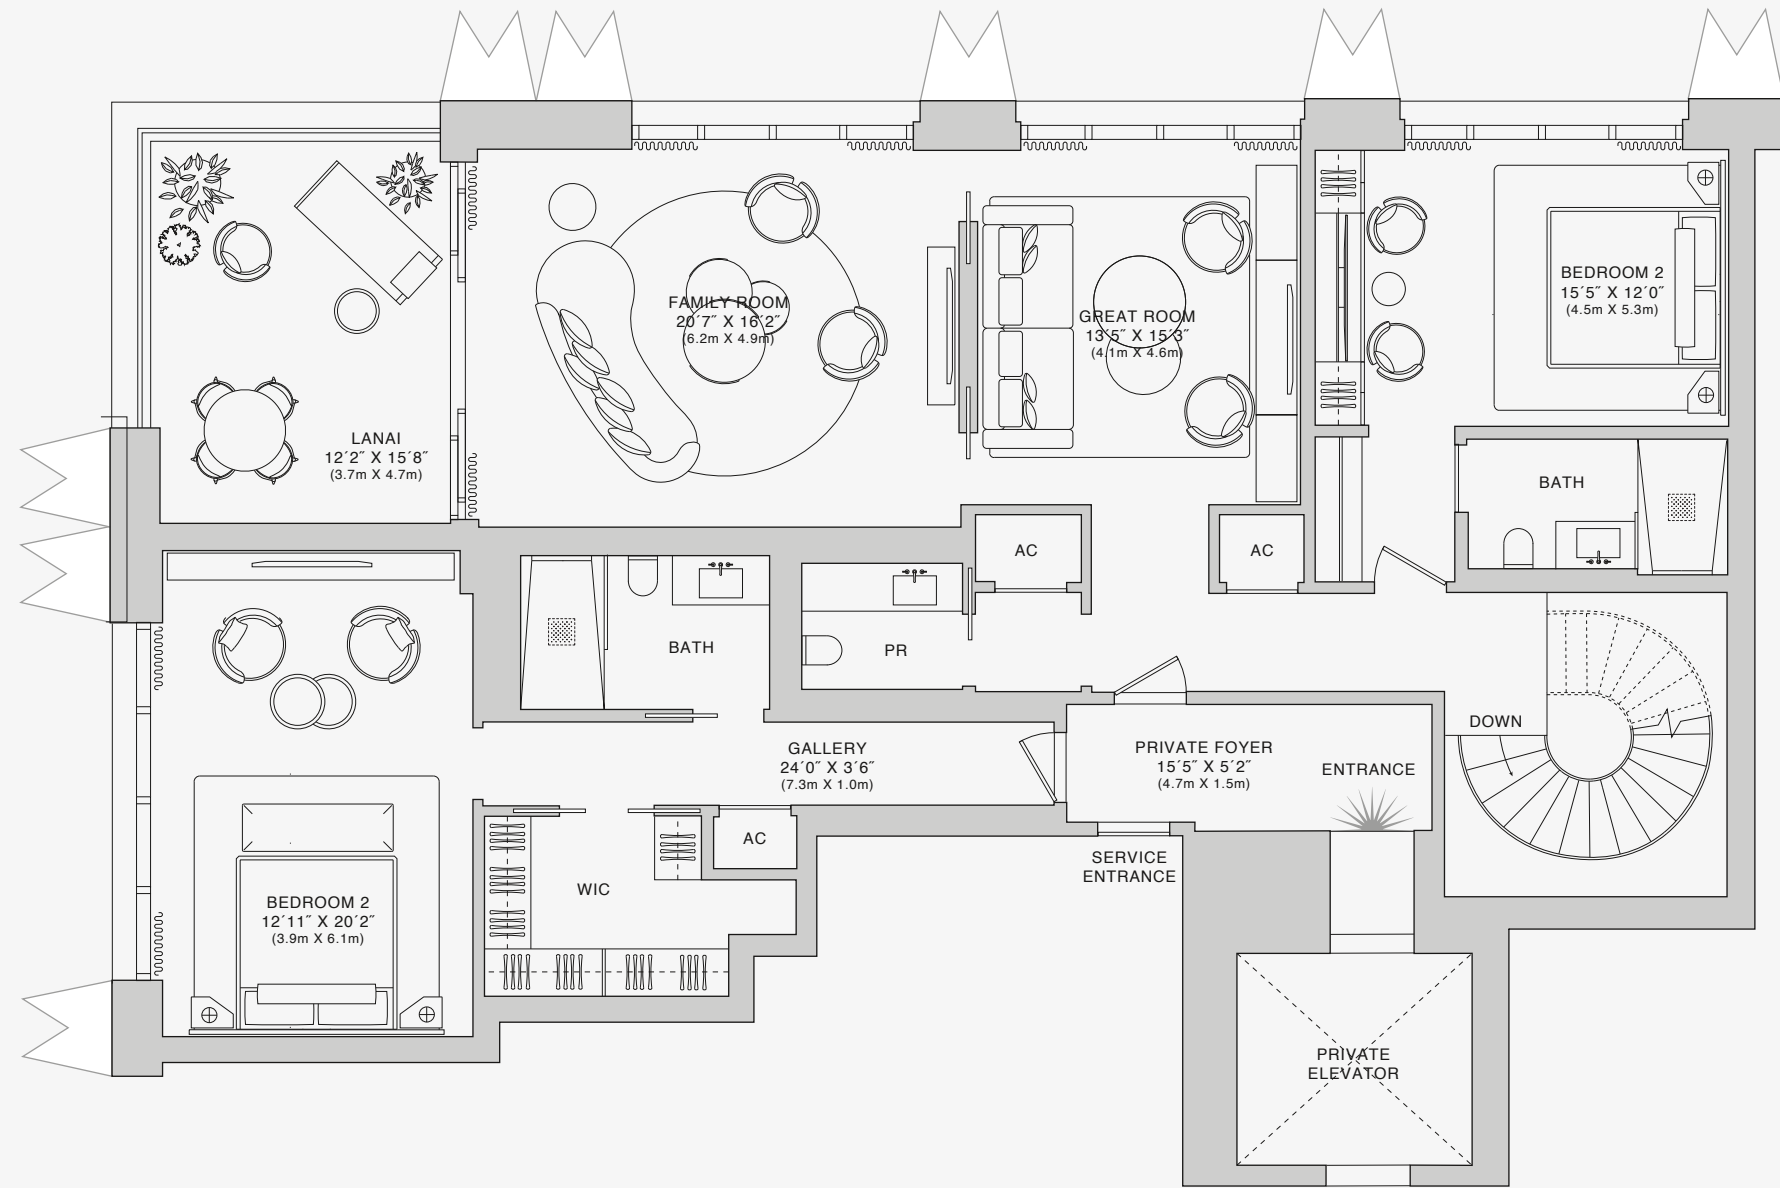 FAMILY ROOM
20´7˝ X 16´2˝
(6.2m X 4.9m)
GREAT ROOM
13´5˝ X 15´3˝
(4.1m X 4.6m)
BEDROOM 2
15´5˝ X 12´0˝
(4.5m X 5.3m)
LANAI
12´2˝ X 15´8˝
(3.7m X 4.7m)
BATH
AC
AC
BATH
PR
DOWN
GALLERY
24´0˝ X 3´6˝
(7.3m X 1.0m)
PRIVATE FOYER
15´5˝ X 5´2˝
(4.7m X 1.5m)
ENTRANCE
AC
SERVICE
ENTRANCE
WIC
BEDROOM 2
12´11˝ X 20´2˝
(3.9m X 6.1m)
PRIVATE
ELEVATOR